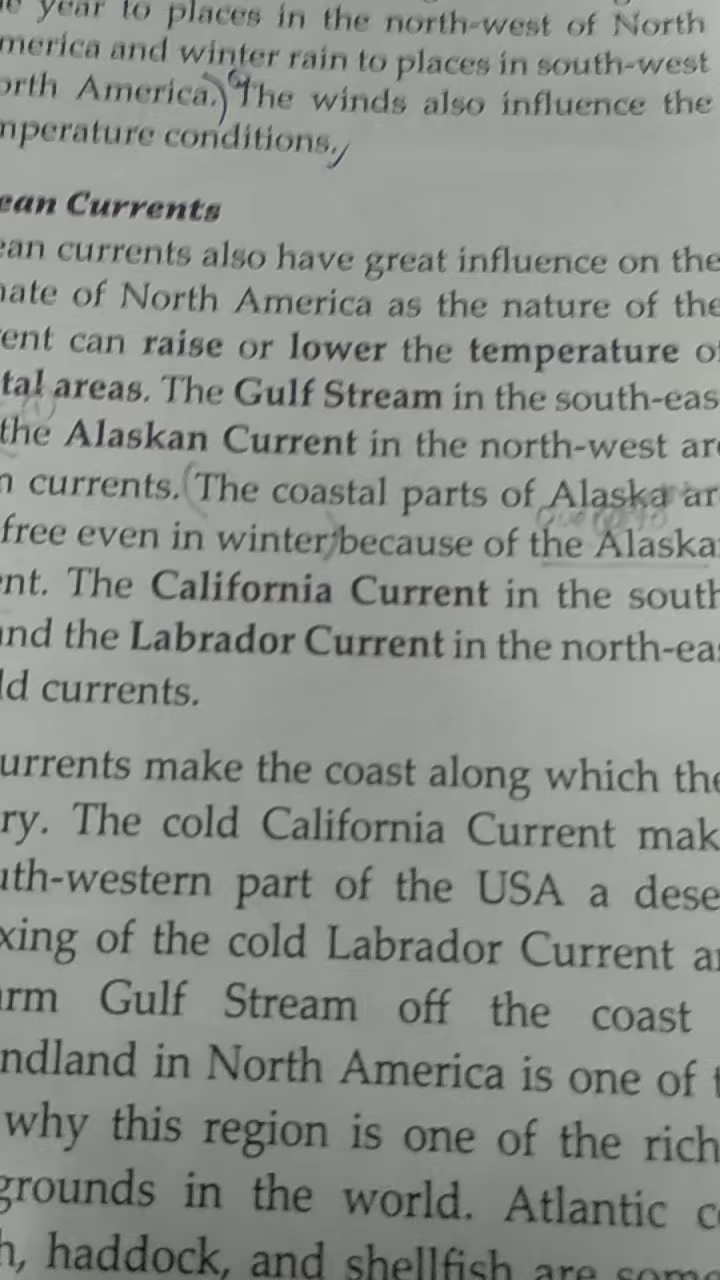 year to places in the north-west of North
merica and winter rain to places in south-west
orth America. The winds also influence the
mperature conditions.
ean Currents
ean currents also have great influence on the
nate of North America as the nature of the
ent can raise or lower the temperature of
tal areas. The Gulf Stream in the south-eas
the Alaskan Current in the north-west are
n currents. The coastal parts of Alaska ar
free even in winter because of the Alaska
ent. The California Current in the south
and the Labrador Current in the north-eas
ld currents.
urrents make the coast along which the
ry. The cold California Current mak
uth-western part of the USA a dese
xing of the cold Labrador Current a
arm Gulf Stream off the coast
ndland in North America is one of t
why this region is one of the rich
grounds in the world. Atlantic c
h, haddock, and shellfish are some